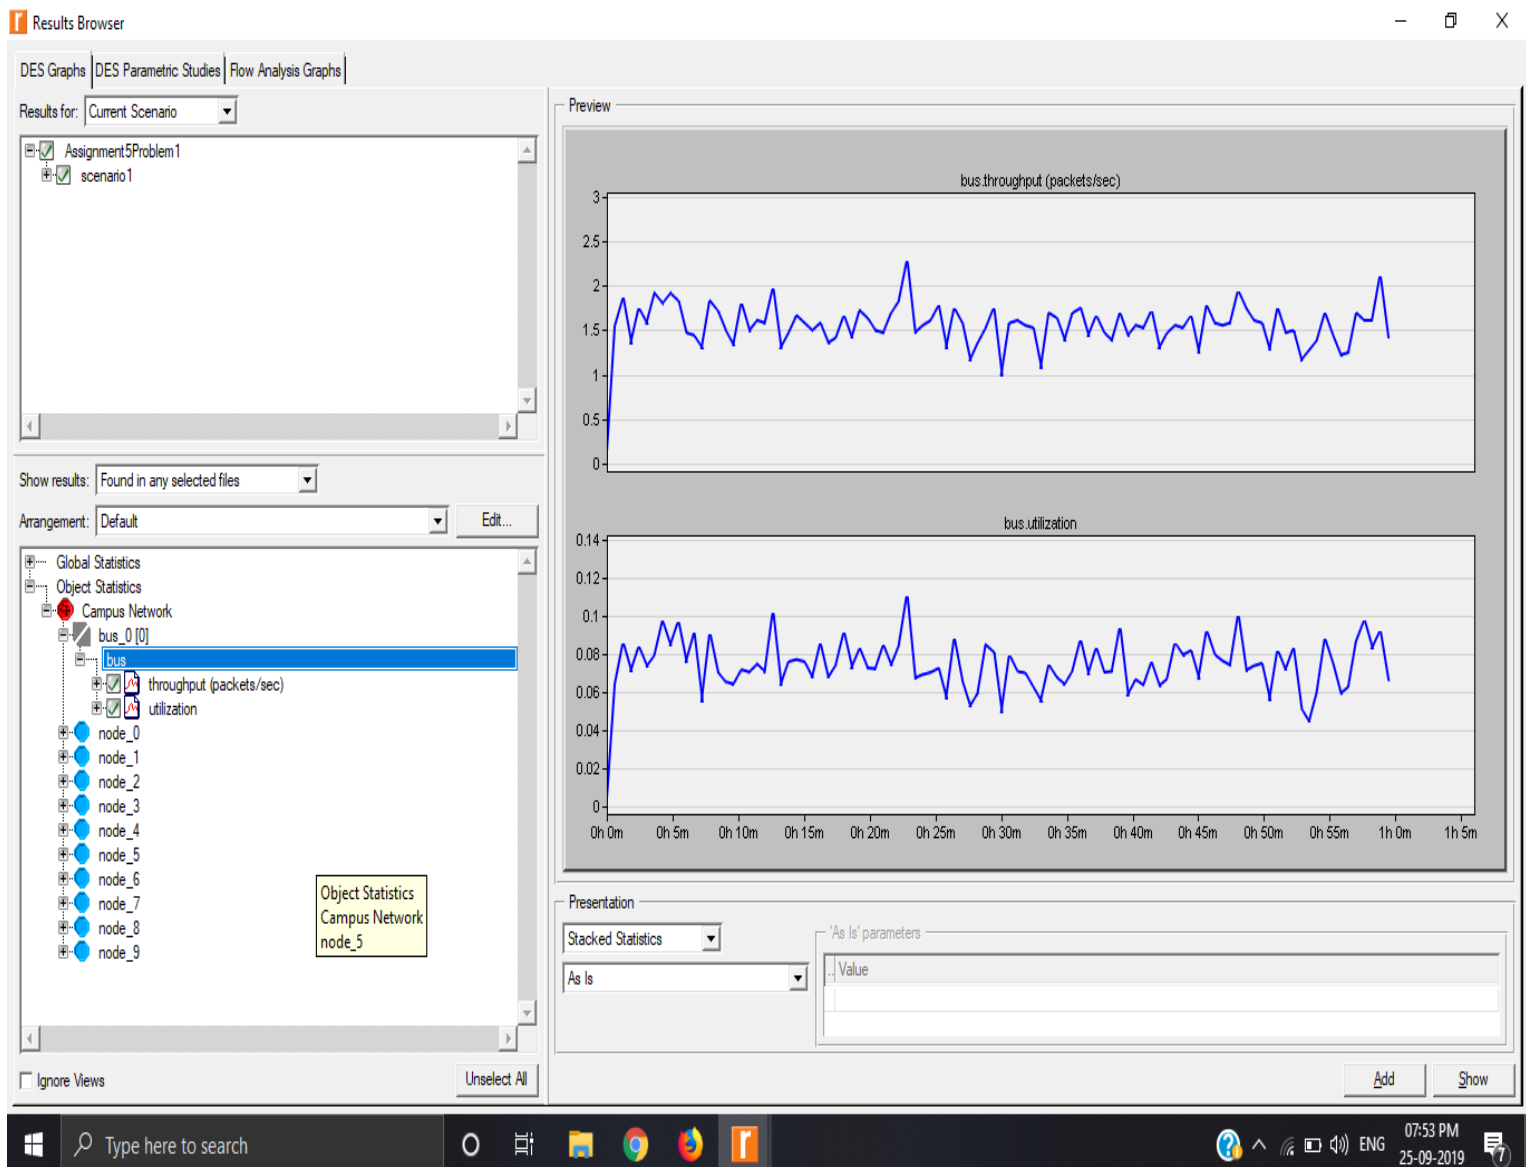 Results Browser
DES Graphs DES Parametric Studies Flow Analysis Graphs
Results for: Current Scenario
Assignment5Problem1
scenario1
Show results: Found in any selected files
Arrangement: Default Edit...
Global Statistics
Object Statistics
Campus Network
bus_0 [0]
bus
throughput (packets/sec)
utilization
node_0
node_1
node_2
node_3
node_4
node_5
node_6
node_7
node_8
node_9
Object Statistics
Campus Network
node_5
Ignore Views Unselect All
Preview
bus.throughput (packets/sec)
3
2.5
2
1.5
1
0.5
0
bus.utilization
0.14
0.12
0.1
0.08
0.06
0.04
0.02
0
0h 0m 0h 5m 0h 10m 0h 15m 0h 20m 0h 25m 0h 30m 0h 35m 0h 40m 0h 45m 0h 50m 0h 55m 1h 0m 1h 5m
Presentation
Stacked Statistics
As Is
'As Is' parameters
.. Value
Add Show
Type here to search
ENG
07:53 PM
25-09-2019
7